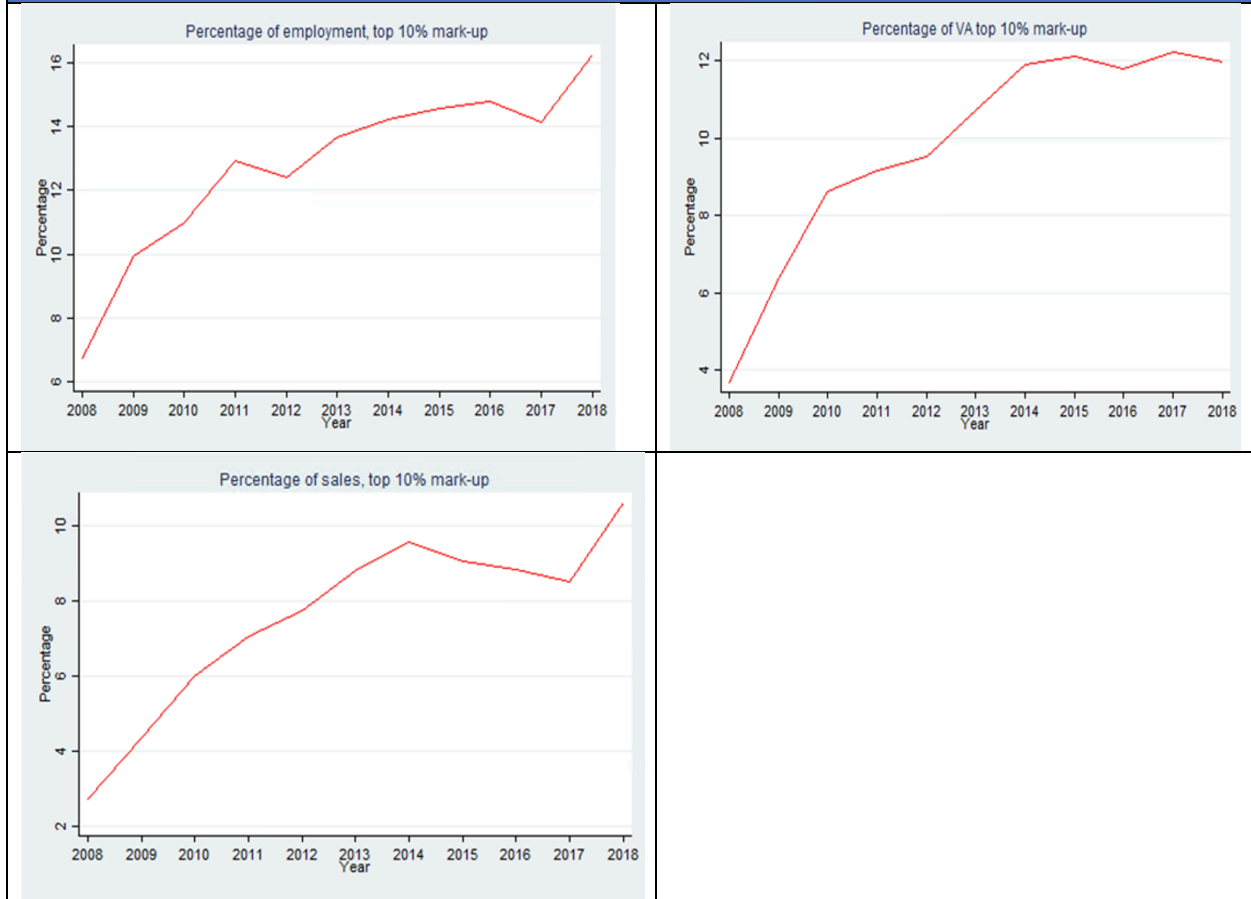 Percentage of employment, top 10% mark-up
Percentage
16
14
12
10
8
6
2008 2009 2010 2011 2012 2013 2014 2015 2016 2017 2018
Year
Percentage of VA top 10% mark-up
Percentage
12
10
8
6
4
2008 2009 2010 2011 2012 2013 2014 2015 2016 2017 2018
Year
Percentage of sales, top 10% mark-up
Percentage
10
8
6
4
2
2008 2009 2010 2011 2012 2013 2014 2015 2016 2017 2018
Year